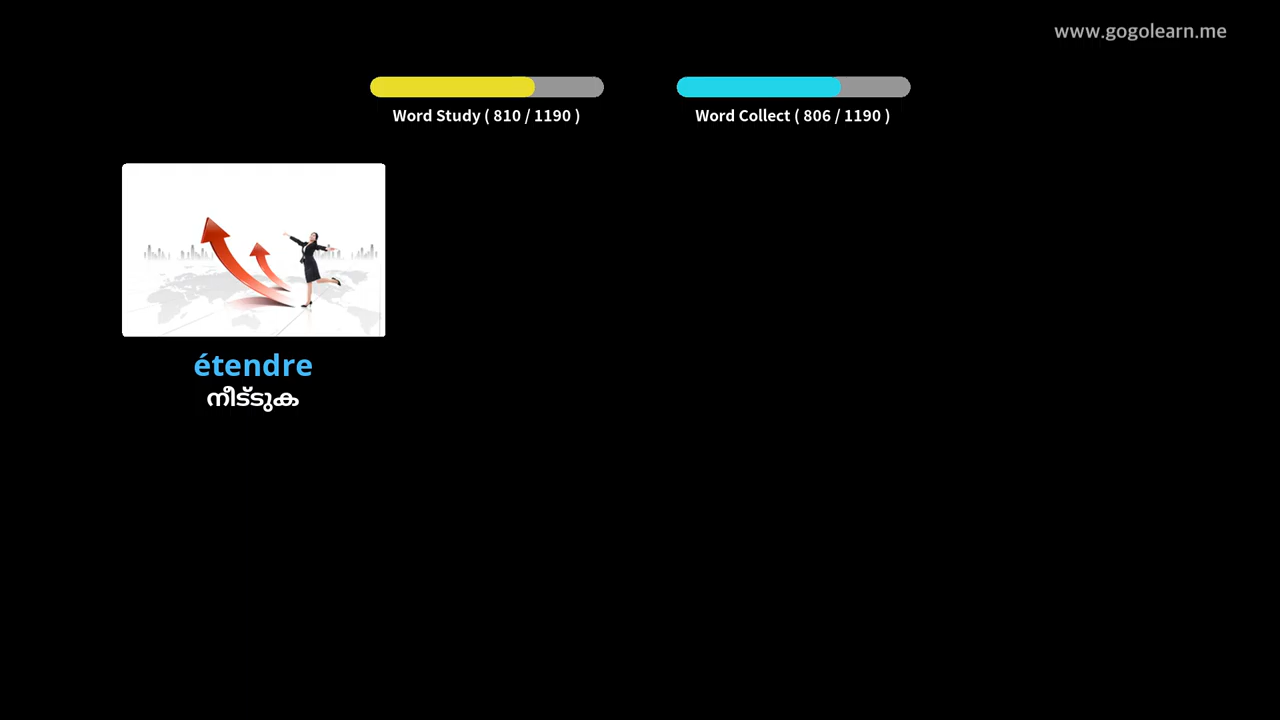 www.gogolearn.me
Word Study ( 810 / 1190 )
Word Collect ( 806 / 1190 )
étendre
നീട്ടുക